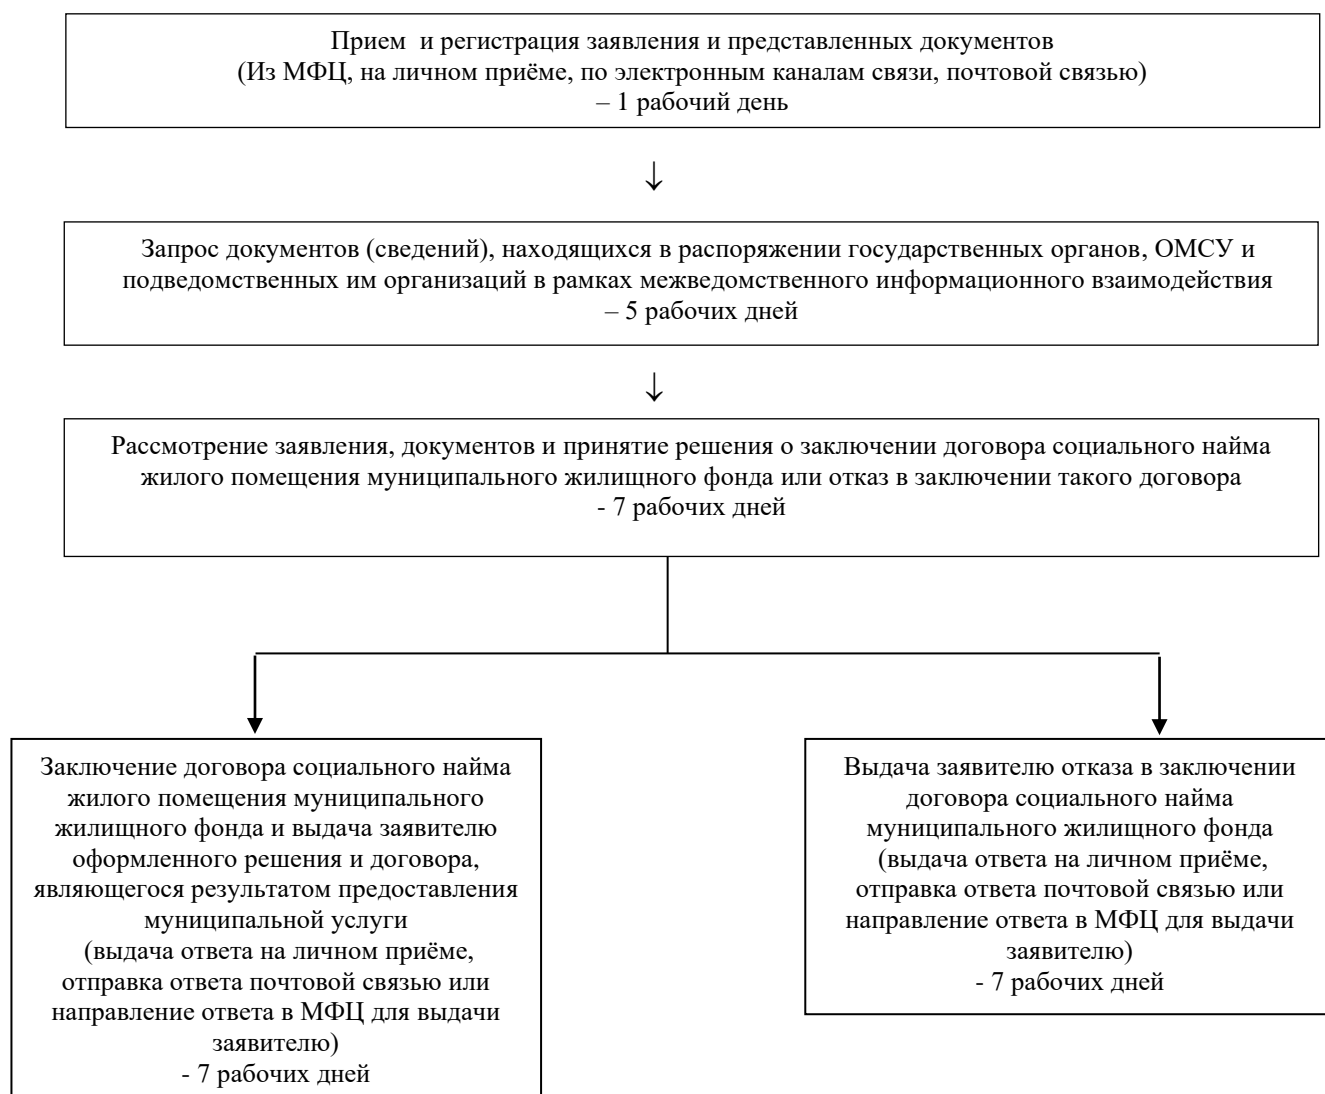 Прием  и регистрация заявления и представленных документов
(Из МФЦ, на личном приёме, по электронным каналам связи, почтовой связью)
– 1 рабочий день
↓
Запрос документов (сведений), находящихся в распоряжении государственных органов, ОМСУ и
подведомственных им организаций в рамках межведомственного информационного взаимодействия
– 5 рабочих дней
↓
Рассмотрение заявления, документов и принятие решения о заключении договора социального найма
жилого помещения муниципального жилищного фонда или отказ в заключении такого договора
- 7 рабочих дней
Заключение договора социального найма
жилого помещения муниципального
жилищного фонда и выдача заявителю
оформленного решения и договора,
являющегося результатом предоставления
муниципальной услуги
(выдача ответа на личном приёме,
отправка ответа почтовой связью или
направление ответа в МФЦ для выдачи
заявителю)
- 7 рабочих дней
Выдача заявителю отказа в заключении
договора социального найма
муниципального жилищного фонда
(выдача ответа на личном приёме,
отправка ответа почтовой связью или
направление ответа в МФЦ для выдачи
заявителю)
- 7 рабочих дней